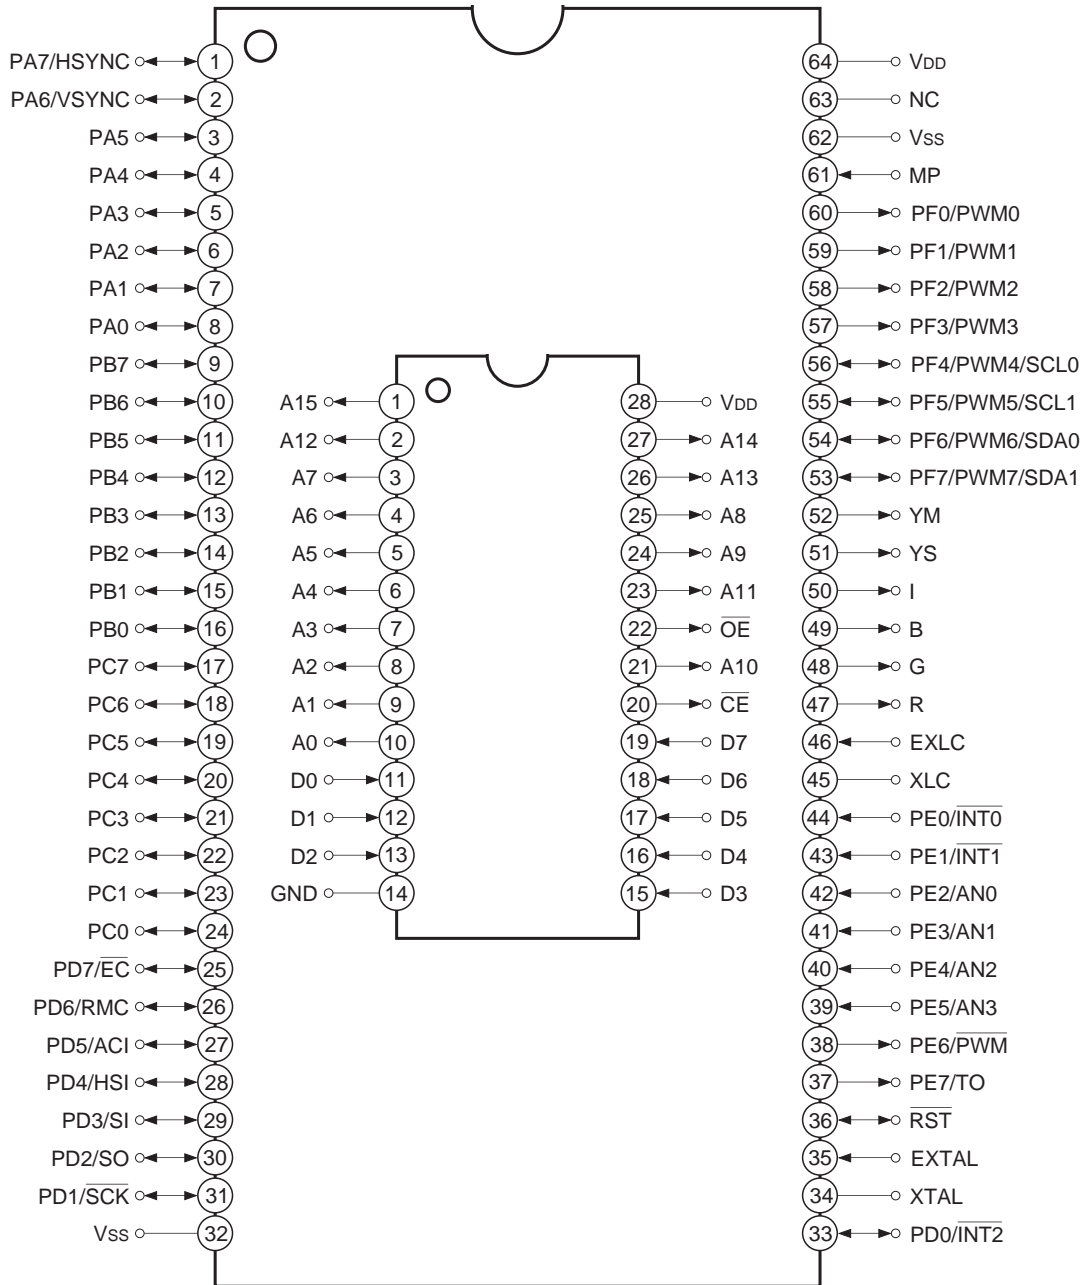 PA7/HSYNC 1 64 VDD
PA6/VSYNC 2 63 NC
PA5 3 62 Vss
PA4 4 61 MP
PA3 5 60 PF0/PWM0
PA2 6 59 PF1/PWM1
PA1 7 58 PF2/PWM2
PA0 8 57 PF3/PWM3
PB7 9 56 PF4/PWM4/SCL0
PB6 10 A15 1 28 VDD 55 PF5/PWM5/SCL1
PB5 11 A12 2 27 A14 54 PF6/PWM6/SDA0
PB4 12 A7 3 26 A13 53 PF7/PWM7/SDA1
PB3 13 A6 4 25 A8 52 YM
PB2 14 A5 5 24 A9 51 YS
PB1 15 A4 6 23 A11 50 I
PB0 16 A3 7 22 O̅E̅ 49 B
PC7 17 A2 8 21 A10 48 G
PC6 18 A1 9 20 C̅E̅ 47 R
PC5 19 A0 10 19 D7 46 EXLC
PC4 20 D0 11 18 D6 45 XLC
PC3 21 D1 12 17 D5 44 PE0/I̅N̅T̅0̅
PC2 22 D2 13 16 D4 43 PE1/I̅N̅T̅1̅
PC1 23 GND 14 15 D3 42 PE2/AN0
PC0 24 41 PE3/AN1
PD7/E̅C̅ 25 40 PE4/AN2
PD6/RMC 26 39 PE5/AN3
PD5/ACI 27 38 PE6/P̅W̅M̅
PD4/HSI 28 37 PE7/TO
PD3/SI 29 36 R̅S̅T̅
PD2/SO 30 35 EXTAL
PD1/S̅C̅K̅ 31 34 XTAL
Vss 32 33 PD0/I̅N̅T̅2̅